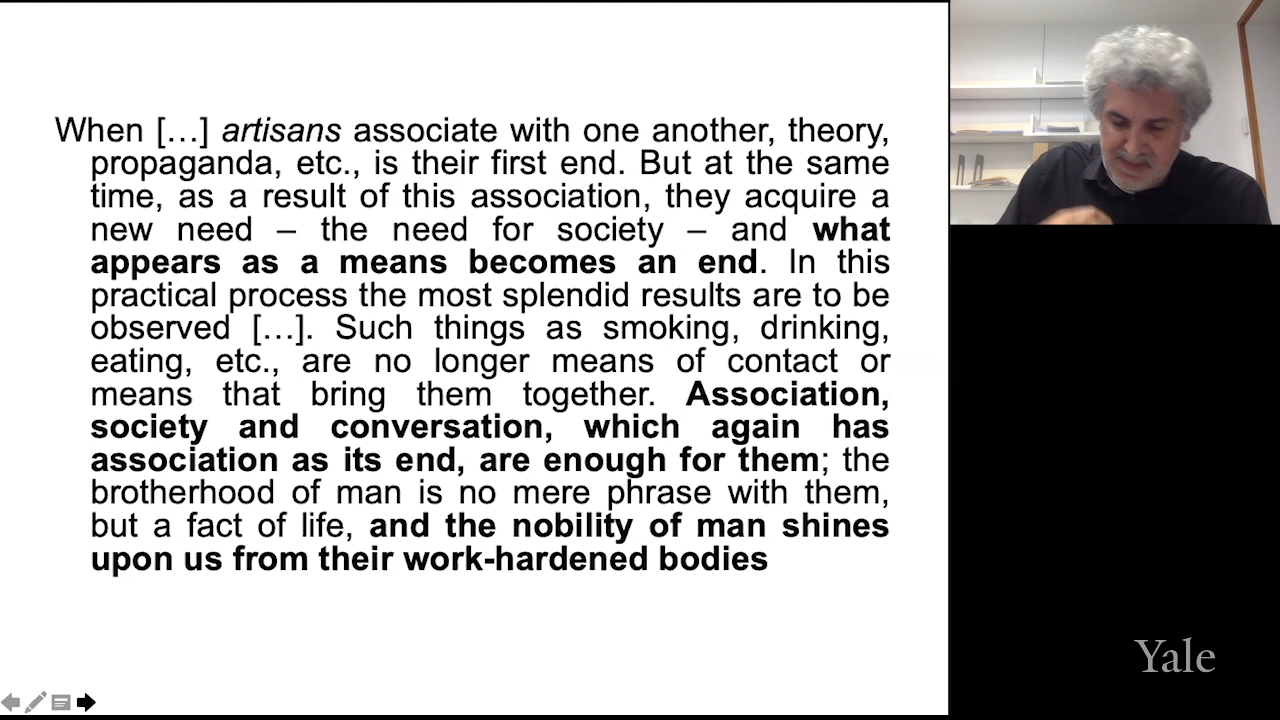 When […] artisans associate with one another, theory,
propaganda, etc., is their first end. But at the same
time, as a result of this association, they acquire a
new need – the need for society – and what
appears as a means becomes an end. In this
practical process the most splendid results are to be
observed […]. Such things as smoking, drinking,
eating, etc., are no longer means of contact or
means that bring them together. Association,
society and conversation, which again has
association as its end, are enough for them; the
brotherhood of man is no mere phrase with them,
but a fact of life, and the nobility of man shines
upon us from their work-hardened bodies
Yale